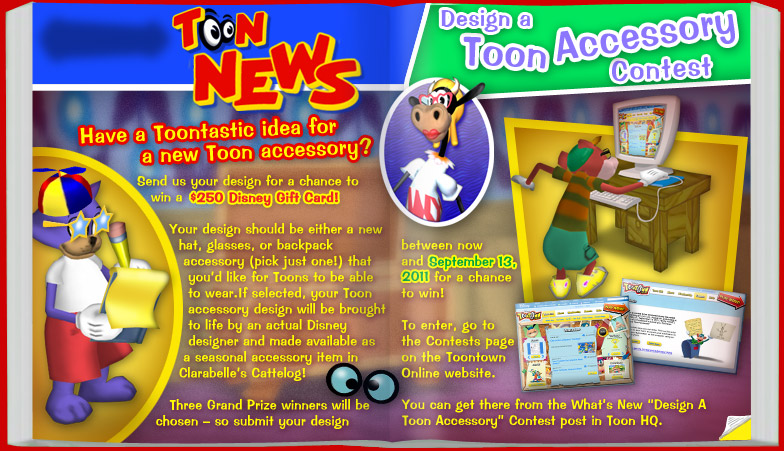 TOON
NEWS
Have a Toontastic idea for
a new Toon accessory?
Send us your design for a chance to
win a $250 Disney Gift Card!
Your design should be either a new
hat, glasses, or backpack
accessory (pick just one!) that
you'd like for Toons to be able
to wear.If selected, your Toon
accessory design will be brought
to life by an actual Disney
designer and made available as
a seasonal accessory item in
Clarabelle's Cattelog!
Three Grand Prize winners will be
chosen – so submit your design
Design a
Toon Accessory
Contest
between now
and September 13,
2011 for a chance
to win!
To enter, go to
the Contests page
on the Toontown
Online website.
You can get there from the What's New "Design A
Toon Accessory" Contest post in Toon HQ.